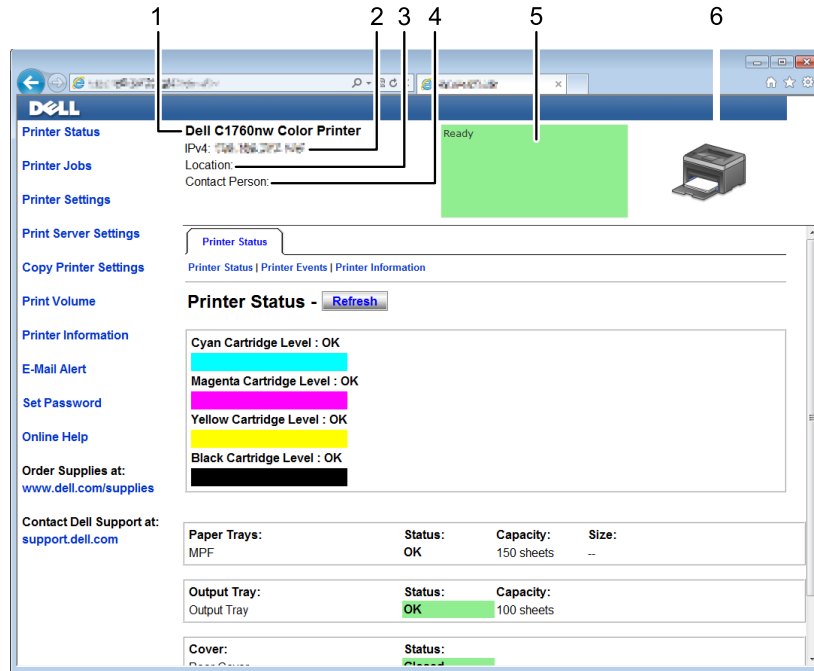 1 2 3 4 5 6
DELL
Printer Status
Printer Jobs
Printer Settings
Print Server Settings
Copy Printer Settings
Print Volume
Printer Information
E-Mail Alert
Set Password
Online Help
Order Supplies at:
www.dell.com/supplies
Contact Dell Support at:
support.dell.com
Dell C1760nw Color Printer
IPv4:
Location:
Contact Person:
Ready
Printer Status
Printer Status | Printer Events | Printer Information
Printer Status - Refresh
Cyan Cartridge Level : OK
Magenta Cartridge Level : OK
Yellow Cartridge Level : OK
Black Cartridge Level : OK
Paper Trays: Status: Capacity: Size:
MPF OK 150 sheets --
Output Tray: Status: Capacity:
Output Tray OK 100 sheets
Cover: Status:
Rear Cover Closed